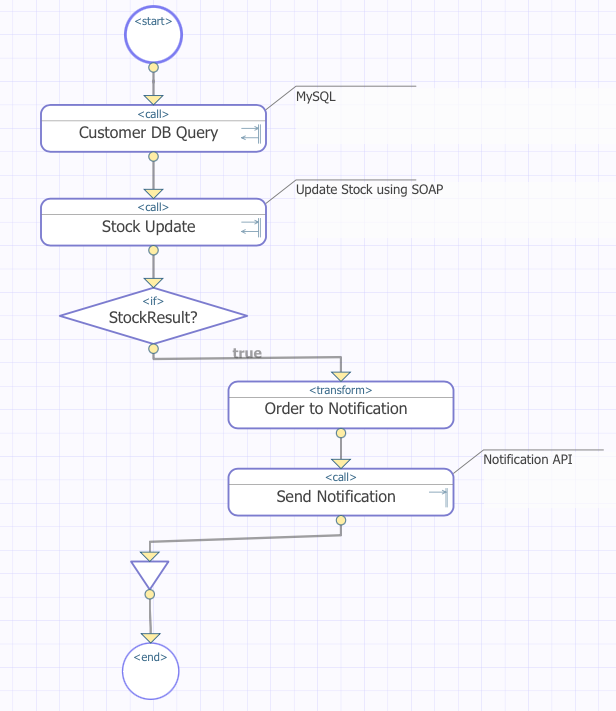 <start>
<call>
MySQL
Customer DB Query
Update Stock using SOAP
<call>
Stock Update
<if>
StockResult?
true
<transform>
Order to Notification
Notification API
<call>
Send Notification
<end>